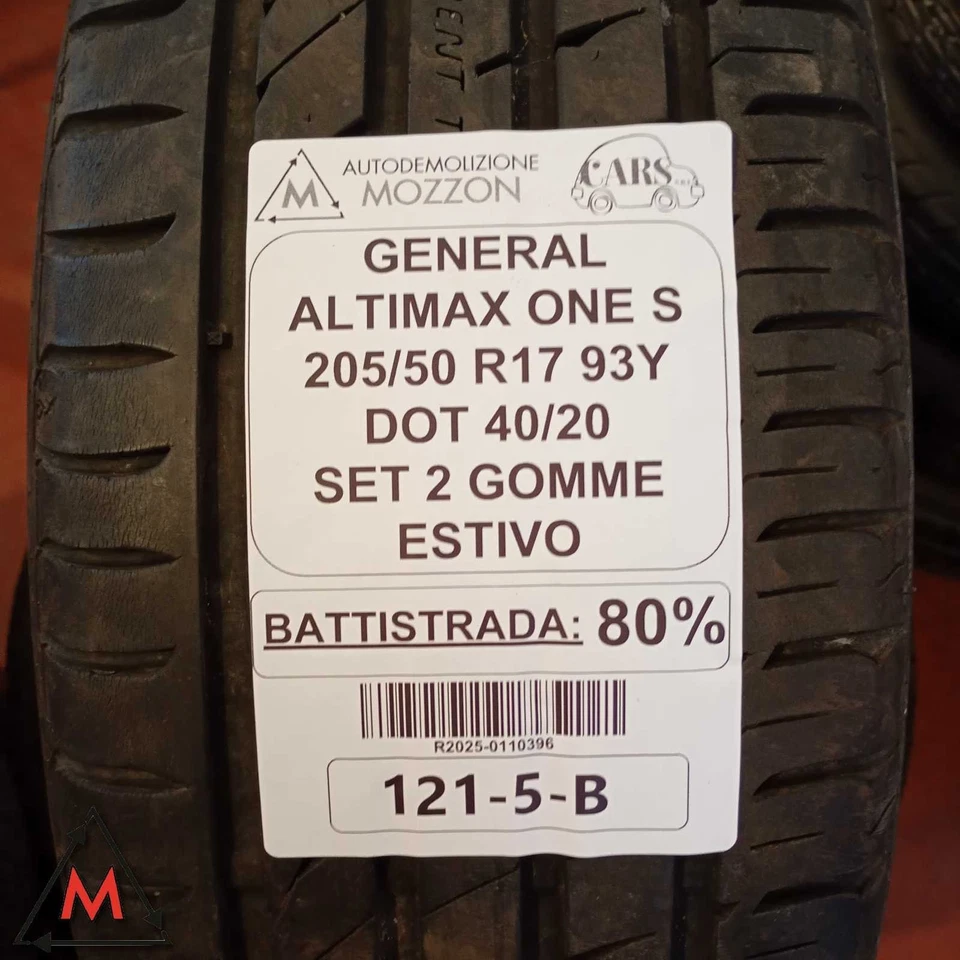 ENT T
M
AUTODEMOLIZIONE
MOZZON
CARS
GENERAL
ALTIMAX ONE S
205/50 R17 93Y
DOT 40/20
SET 2 GOMME
ESTIVO
BATTISTRADA: 80%
R2025-0110396
121-5-B
M